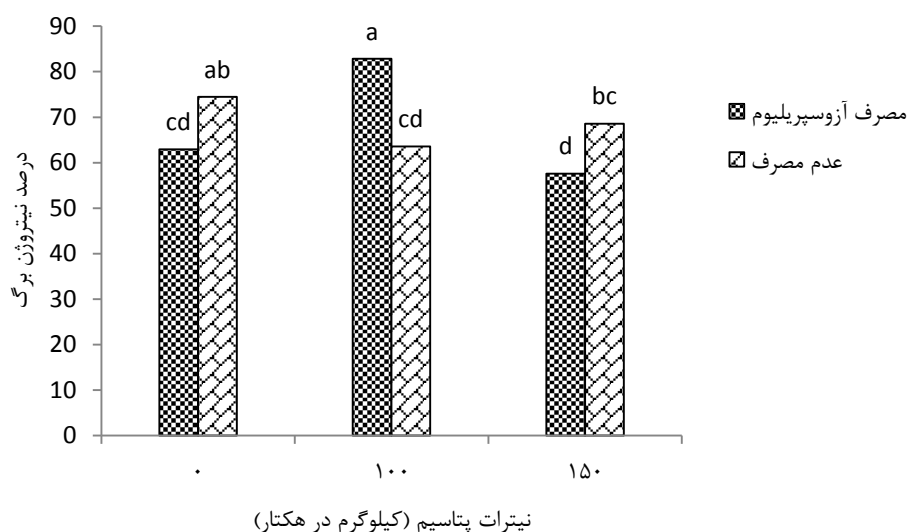 درصد نیتروژن برگ
90
80
70
60
50
40
30
20
10
0
cd
ab
a
cd
d
bc
۰
۱۰۰
۱۵۰
نیترات پتاسیم (کیلوگرم در هکتار)
مصرف آزوسپریلیوم
عدم مصرف